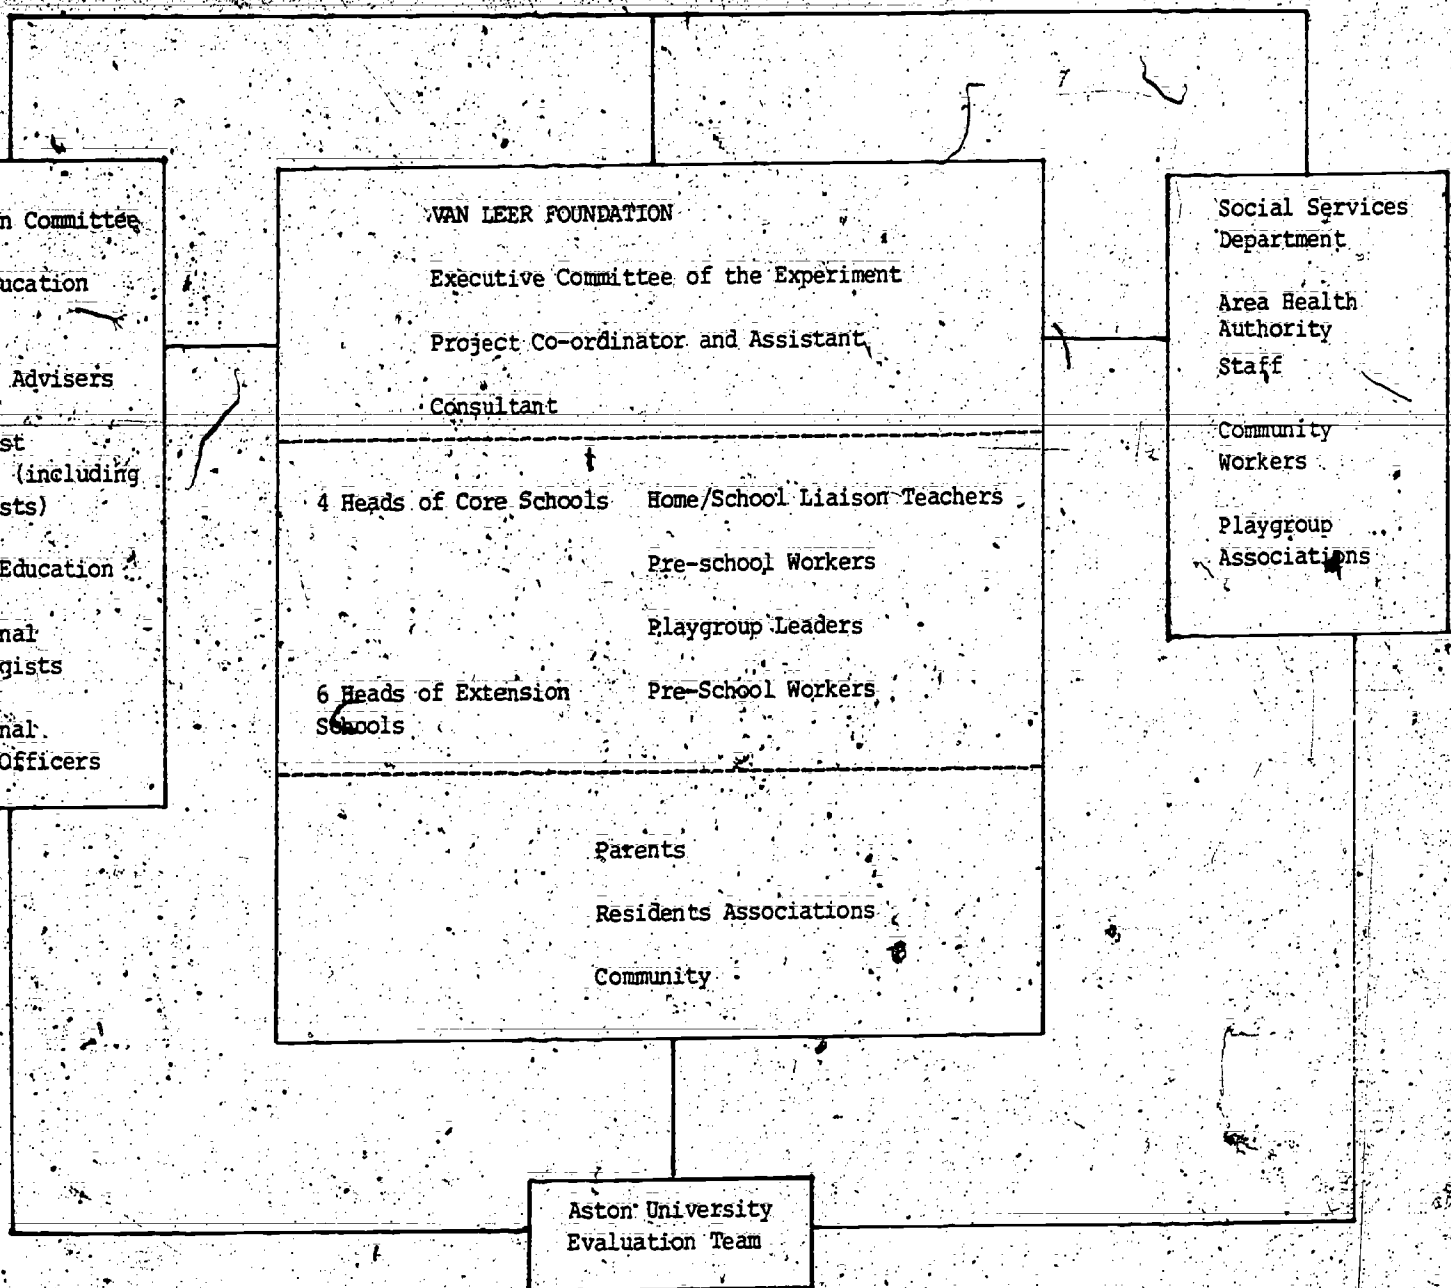 n Committee
ucation
Advisers
st
(including
sts)
Education
nal
gists
nal
Officers
VAN LEER FOUNDATION
Executive Committee of the Experiment
Project Co-ordinator and Assistant
Consultant
4 Heads of Core Schools Home/School Liaison Teachers
Pre-school Workers
Playgroup Leaders
6 Heads of Extension Pre-School Workers
Schools
Parents
Residents Associations
Community
Social Services
Department
Area Health
Authority
Staff
Community
Workers
Playgroup
Associations
Aston University
Evaluation Team